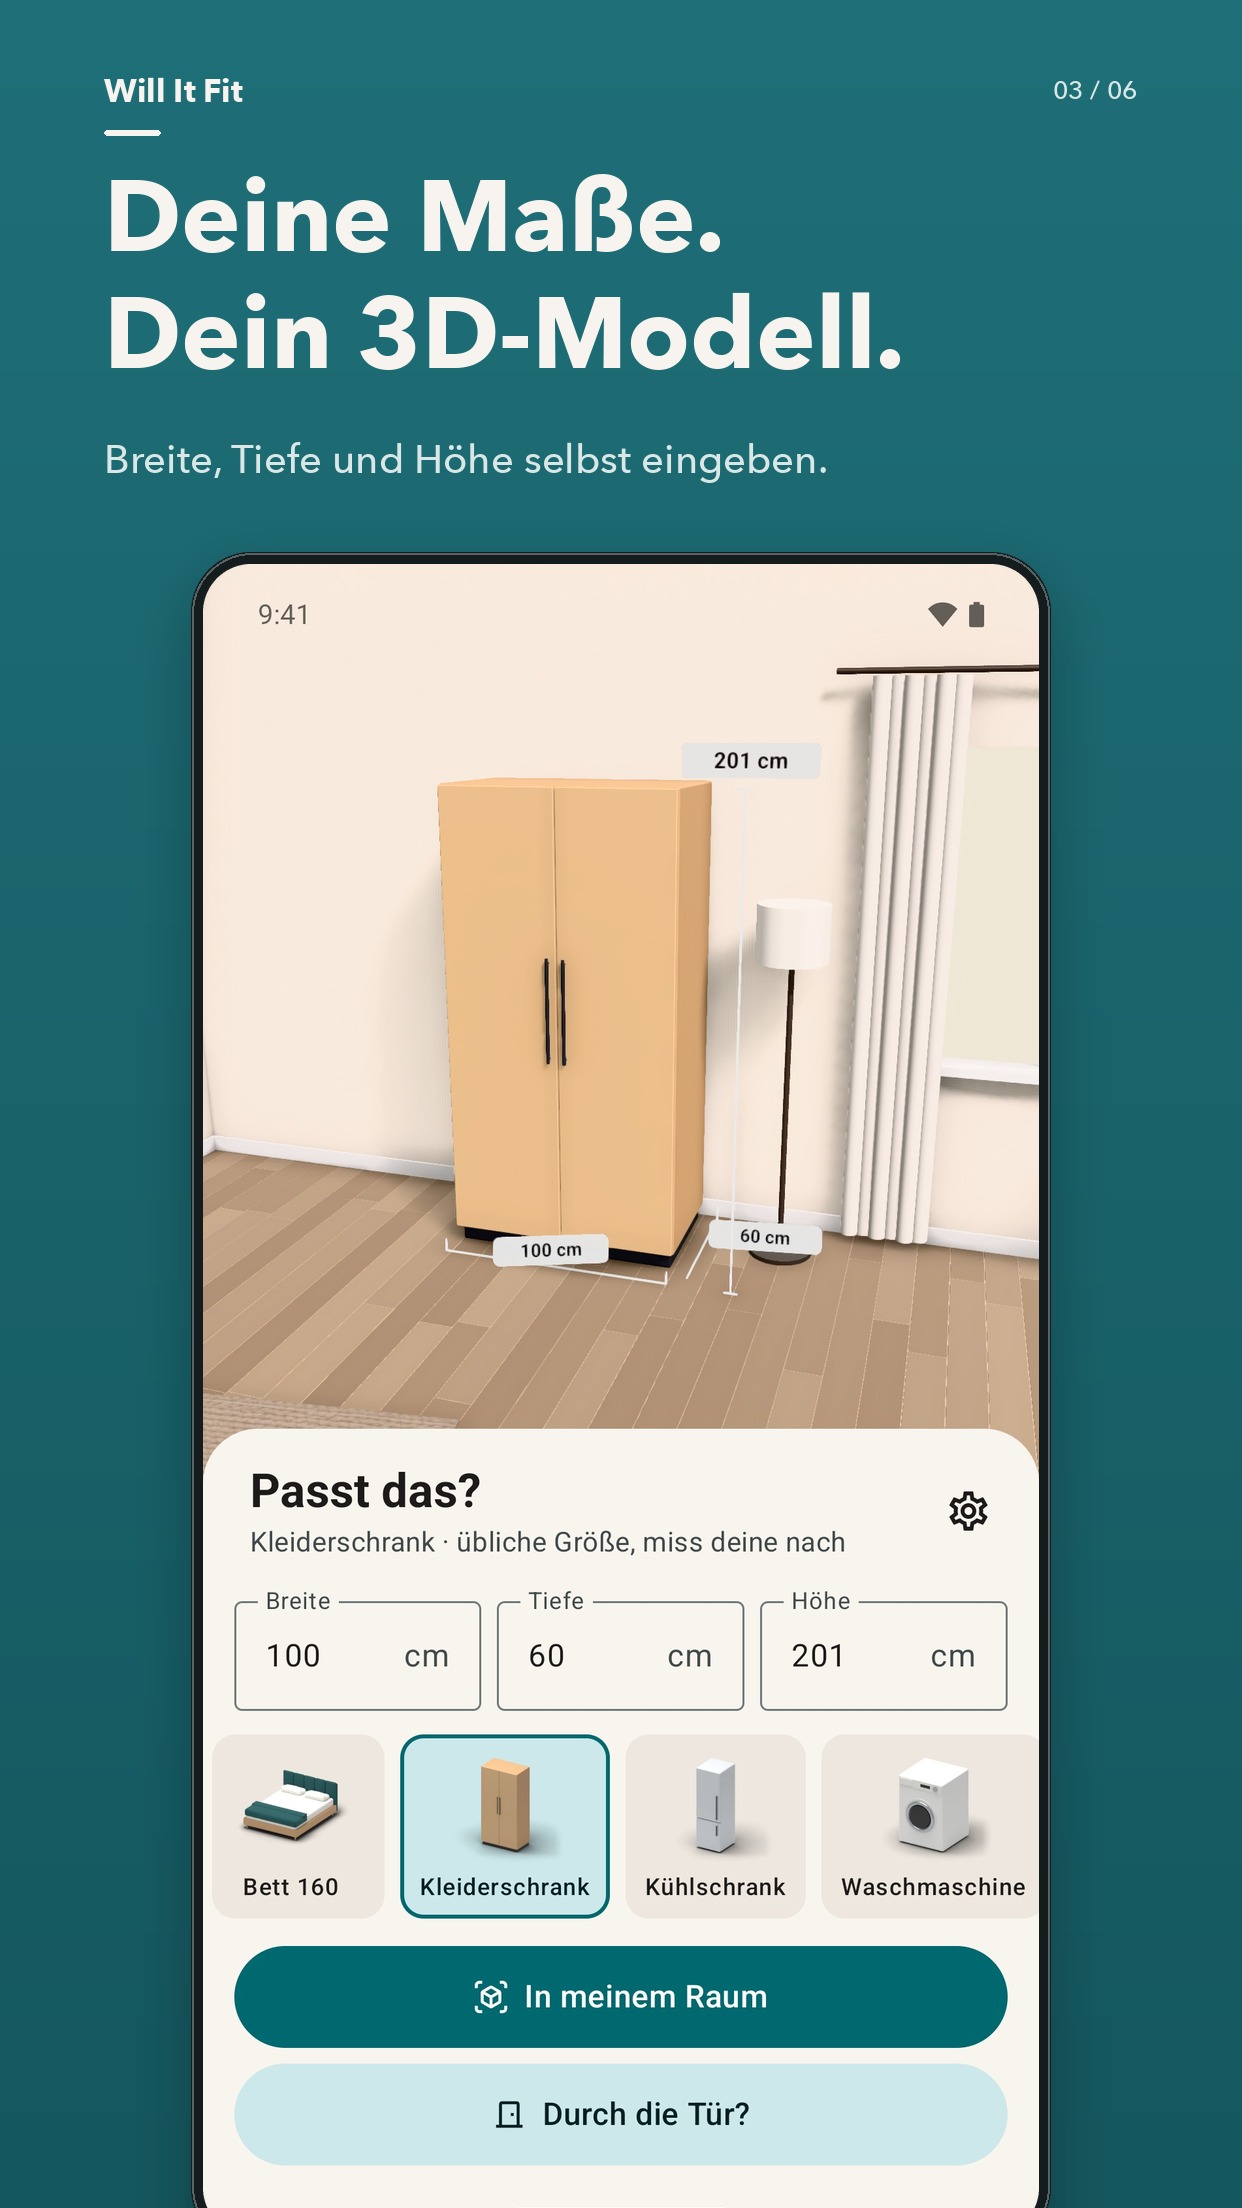 Will It Fit
03 / 06
Deine Maße.
Dein 3D-Modell.
Breite, Tiefe und Höhe selbst eingeben.
9:41
201 cm
100 cm
60 cm
Passt das?
Kleiderschrank · übliche Größe, miss deine nach
Breite
Tiefe
Höhe
100 cm
60 cm
201 cm
Bett 160
Kleiderschrank
Kühlschrank
Waschmaschine
In meinem Raum
Durch die Tür?